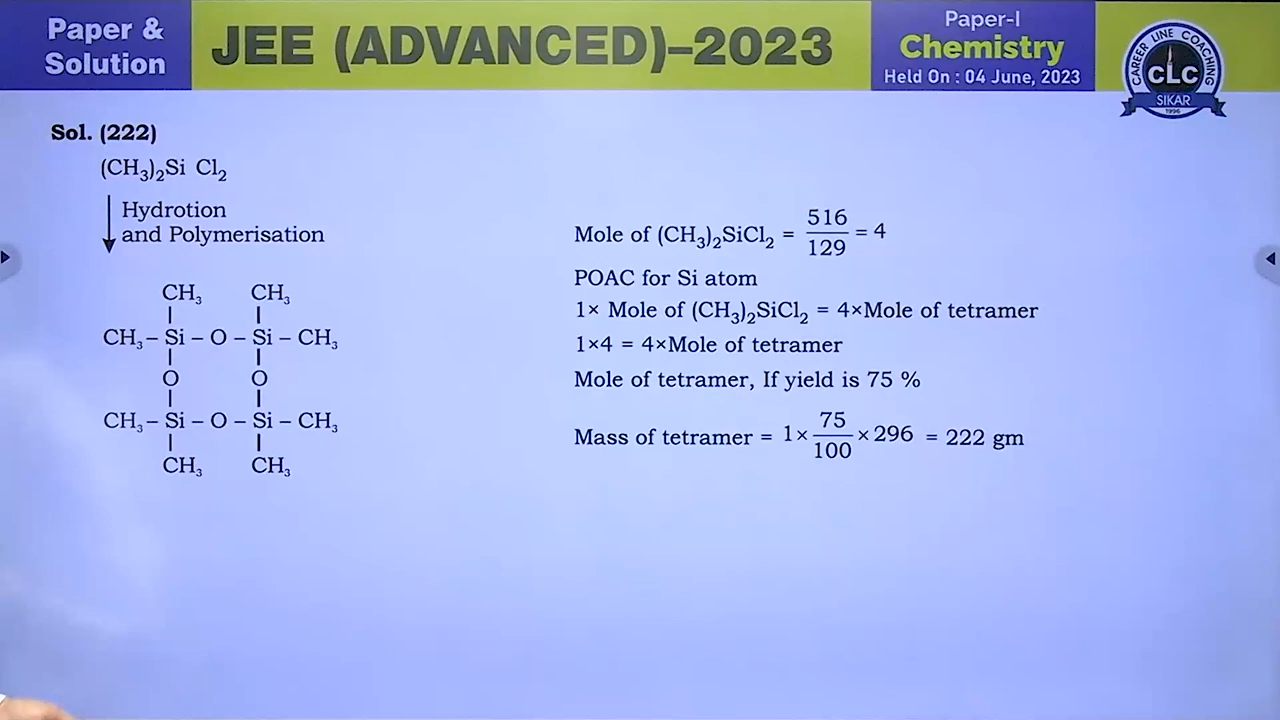 Paper &
Solution
JEE (ADVANCED)–2023
Paper-I
Chemistry
Held On : 04 June, 2023
CAREER LINE COACHING
CLC
SIKAR
1996
Sol. (222)
(CH₃)₂Si Cl₂
Hydrotion
and Polymerisation
CH₃ CH₃
CH₃– Si – O – Si – CH₃
O O
CH₃– Si – O – Si – CH₃
CH₃ CH₃
Mole of (CH₃)₂SiCl₂ = 516/129 = 4
POAC for Si atom
1× Mole of (CH₃)₂SiCl₂ = 4×Mole of tetramer
1×4 = 4×Mole of tetramer
Mole of tetramer, If yield is 75 %
Mass of tetramer = 1× 75/100 ×296 = 222 gm